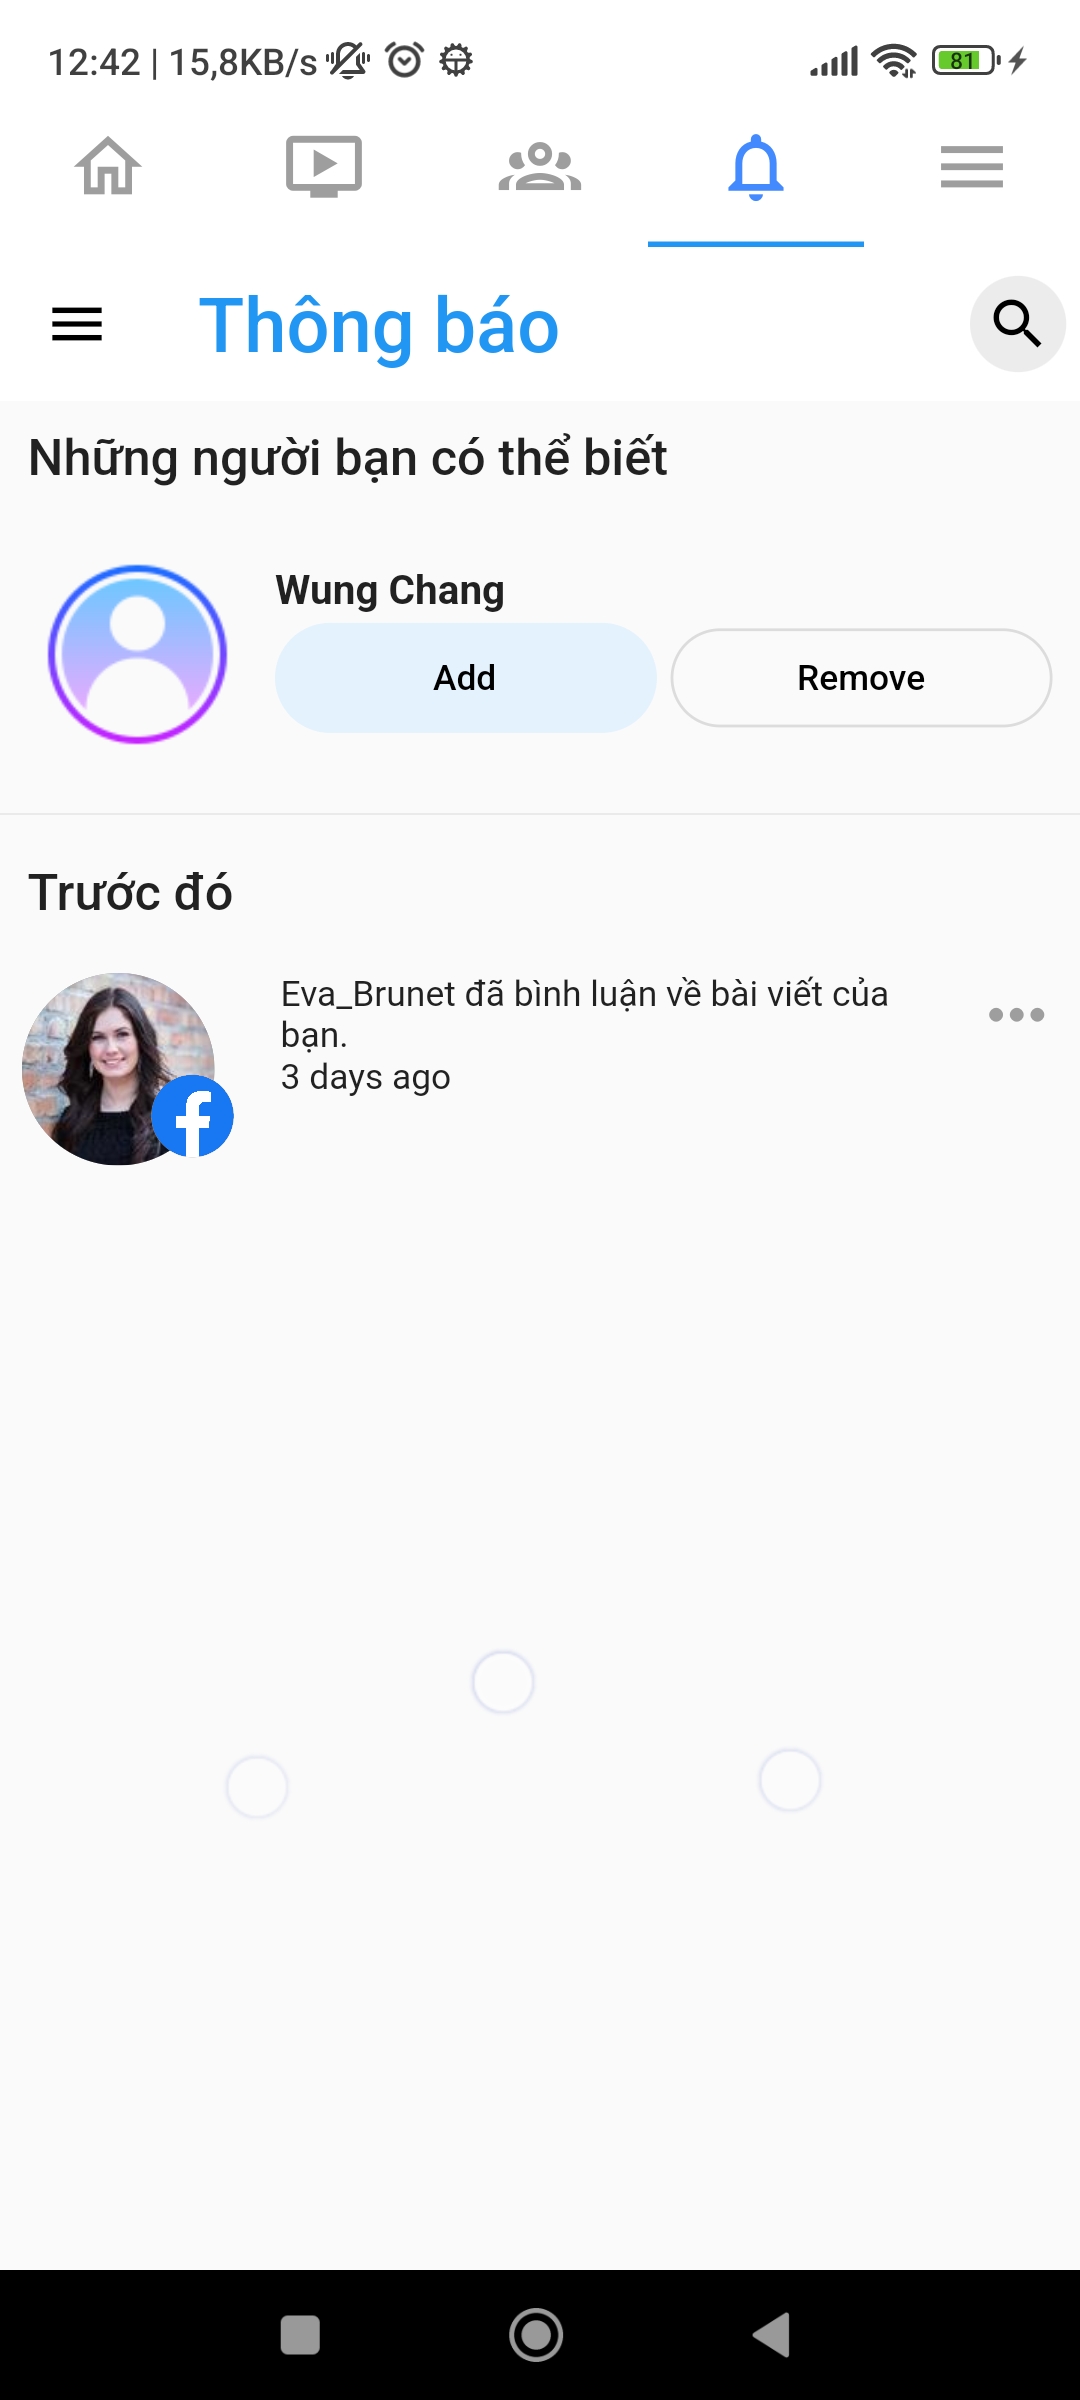 12:42 | 15,8KB/s
81
Thông báo
Những người bạn có thể biết
Wung Chang
Add
Remove
Trước đó
Eva_Brunet đã bình luận về bài viết của
bạn.
3 days ago